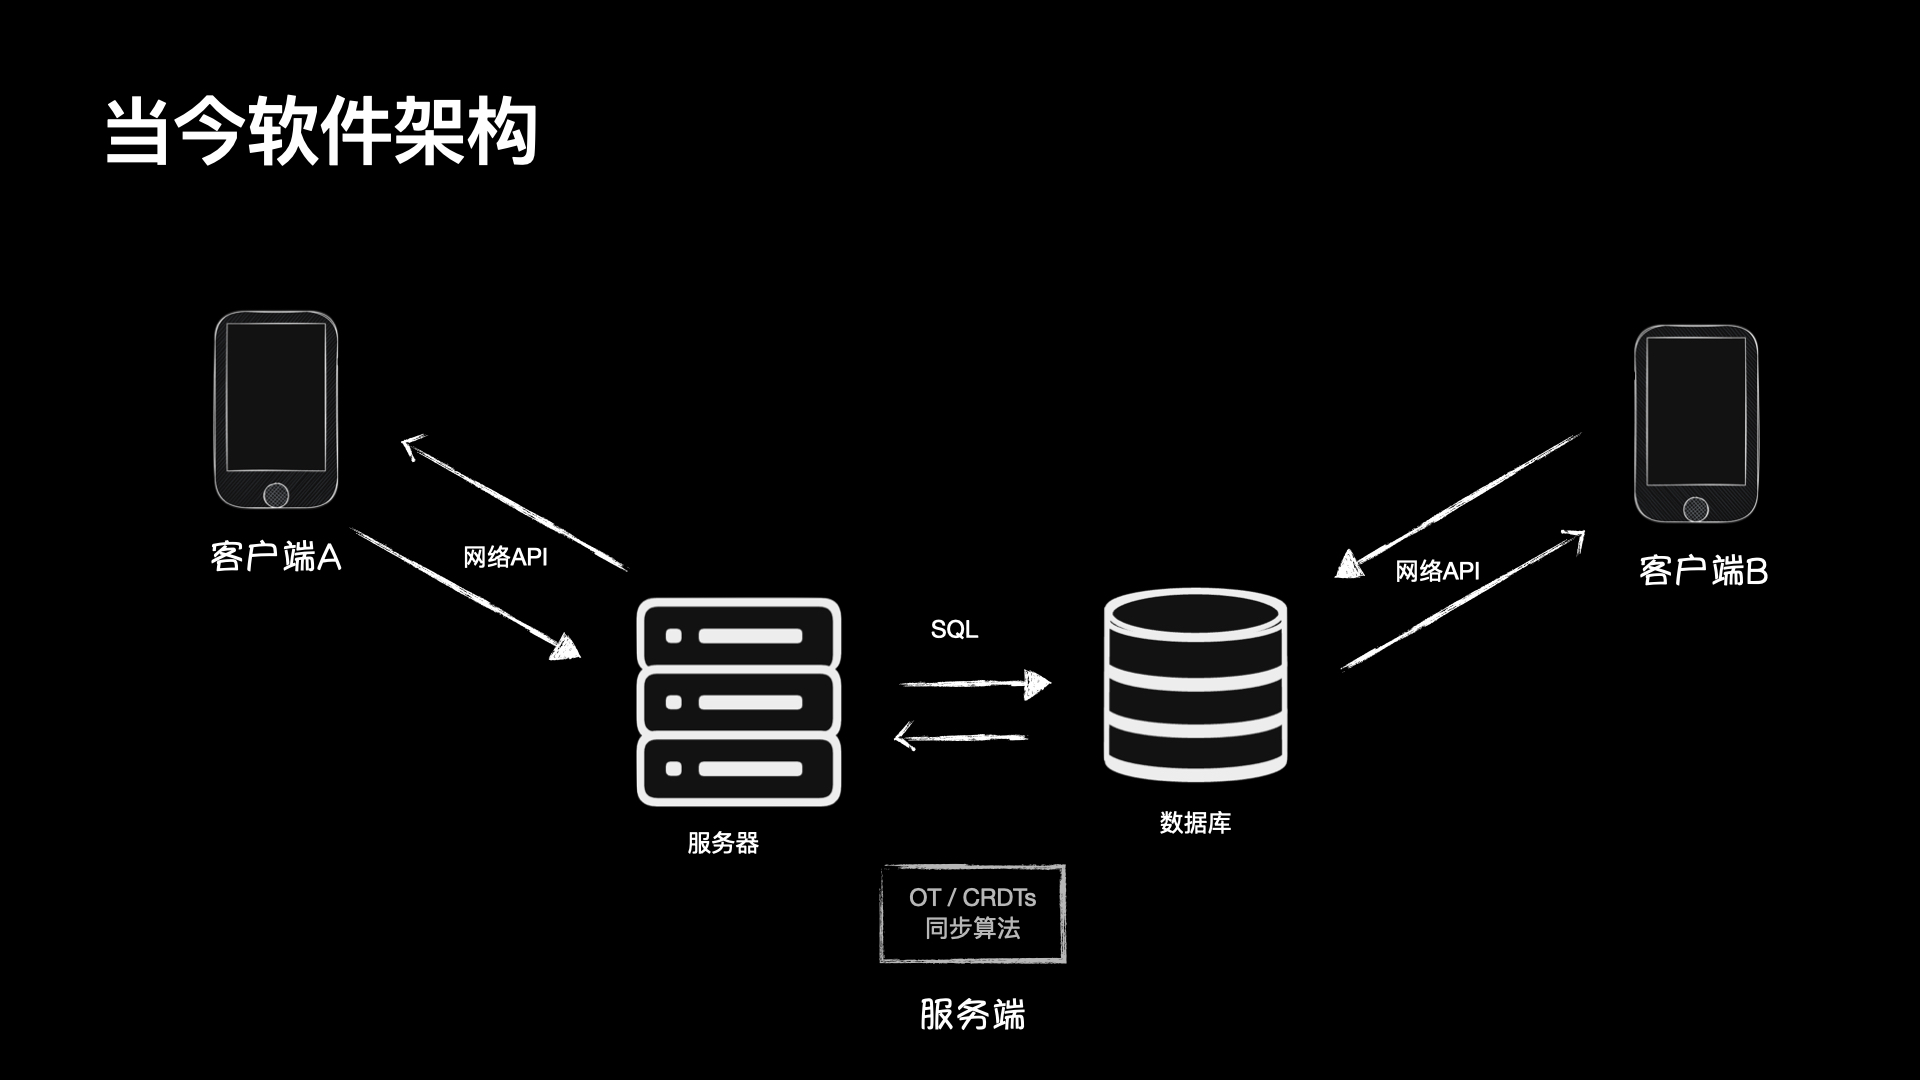 当今软件架构
客户端A
网络API
网络API
客户端B
SQL
服务器
数据库
OT / CRDTs
同步算法
服务端